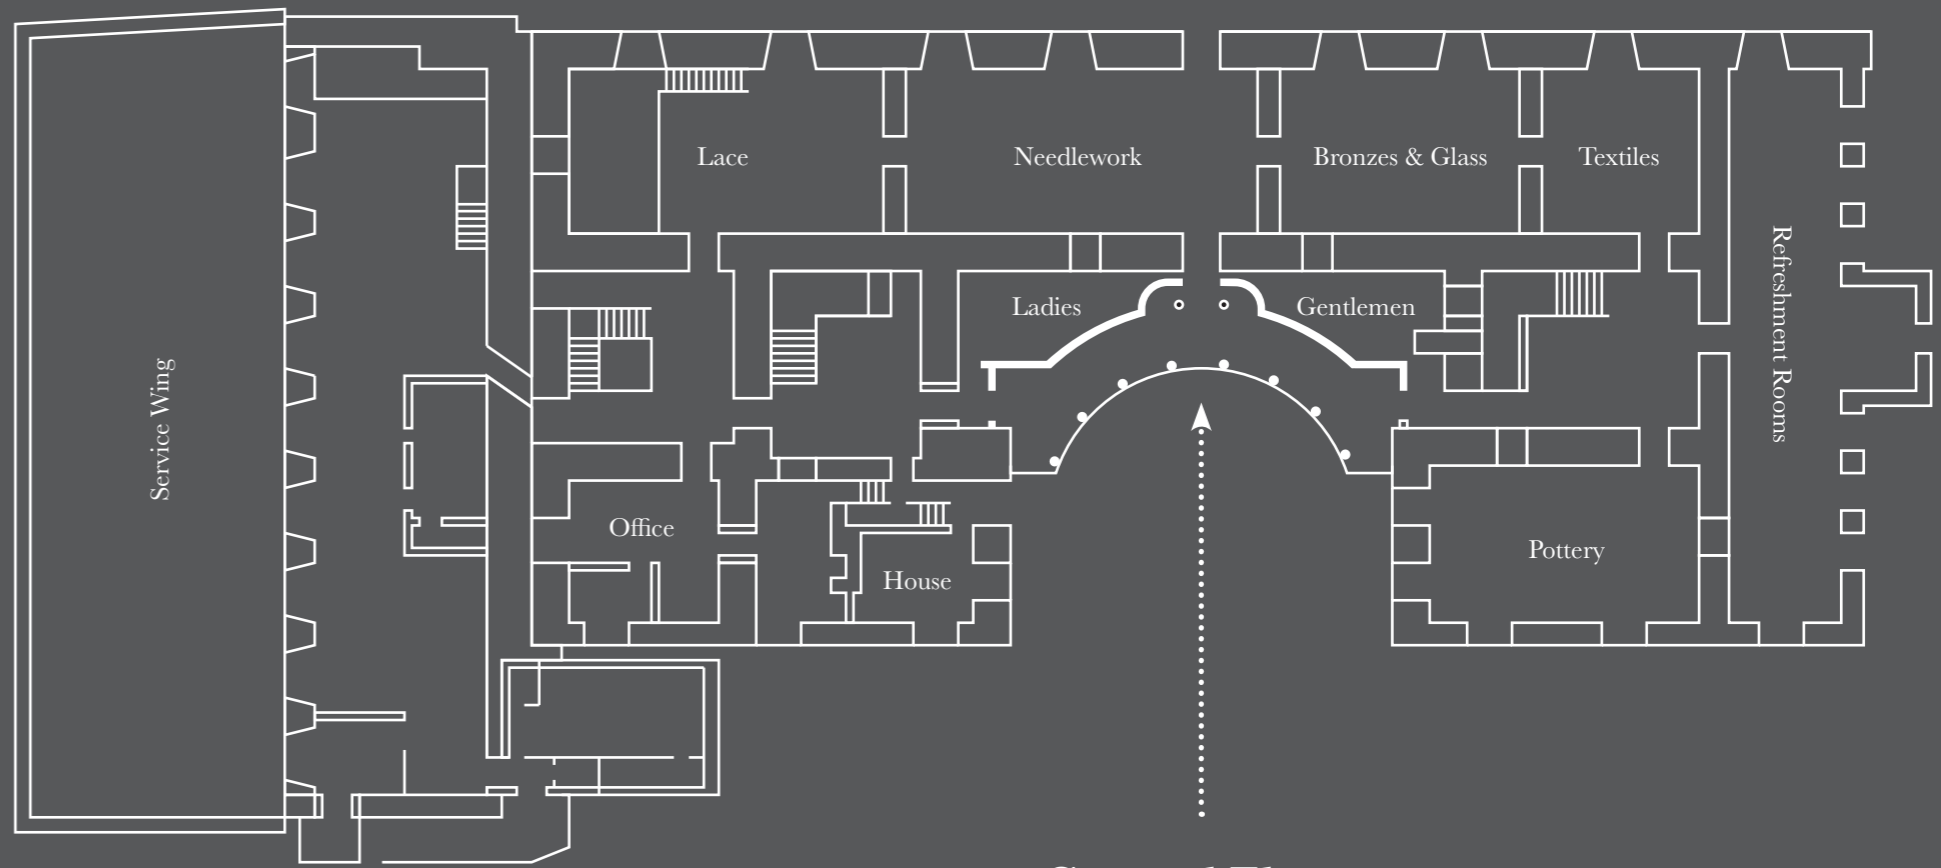 Lace
Needlework
Bronzes & Glass
Textiles
Refreshment Rooms
Ladies
Gentlemen
Service Wing
Office
House
Pottery